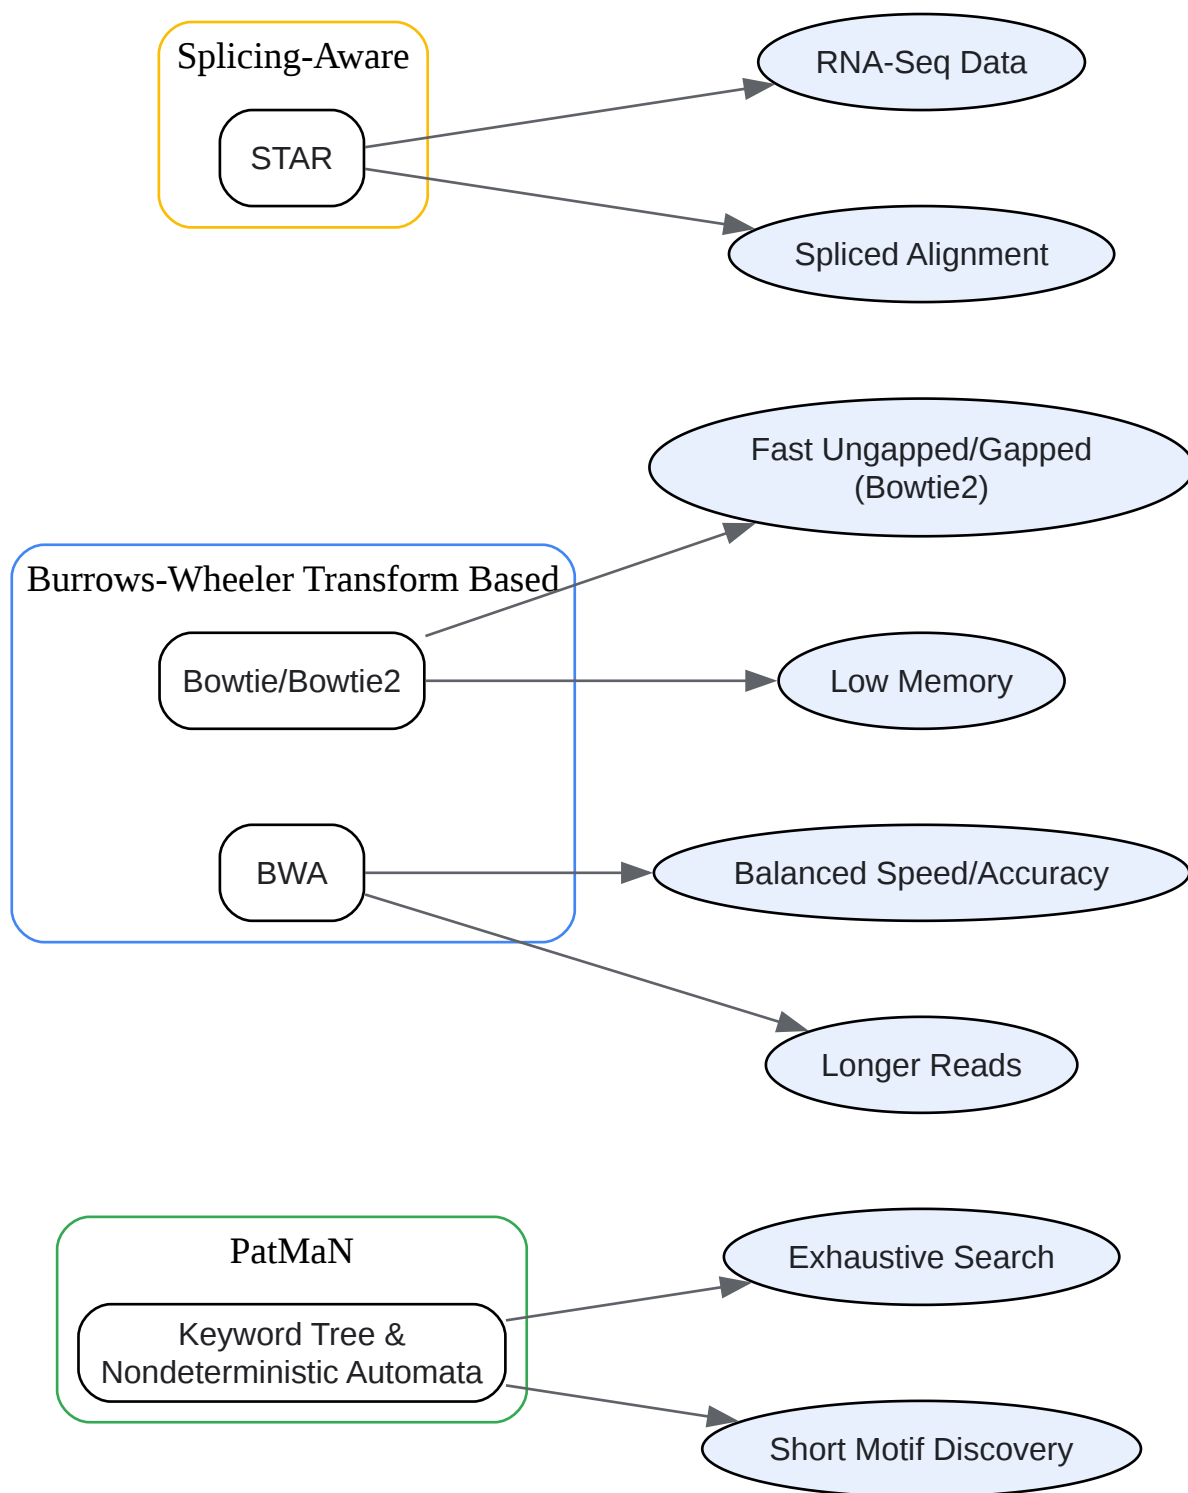 Splicing-Aware
STAR
RNA-Seq Data
Spliced Alignment
Fast Ungapped/Gapped
(Bowtie2)
Burrows-Wheeler Transform Based
Bowtie/Bowtie2
Low Memory
BWA
Balanced Speed/Accuracy
Longer Reads
PatMaN
Keyword Tree &
Nondeterministic Automata
Exhaustive Search
Short Motif Discovery